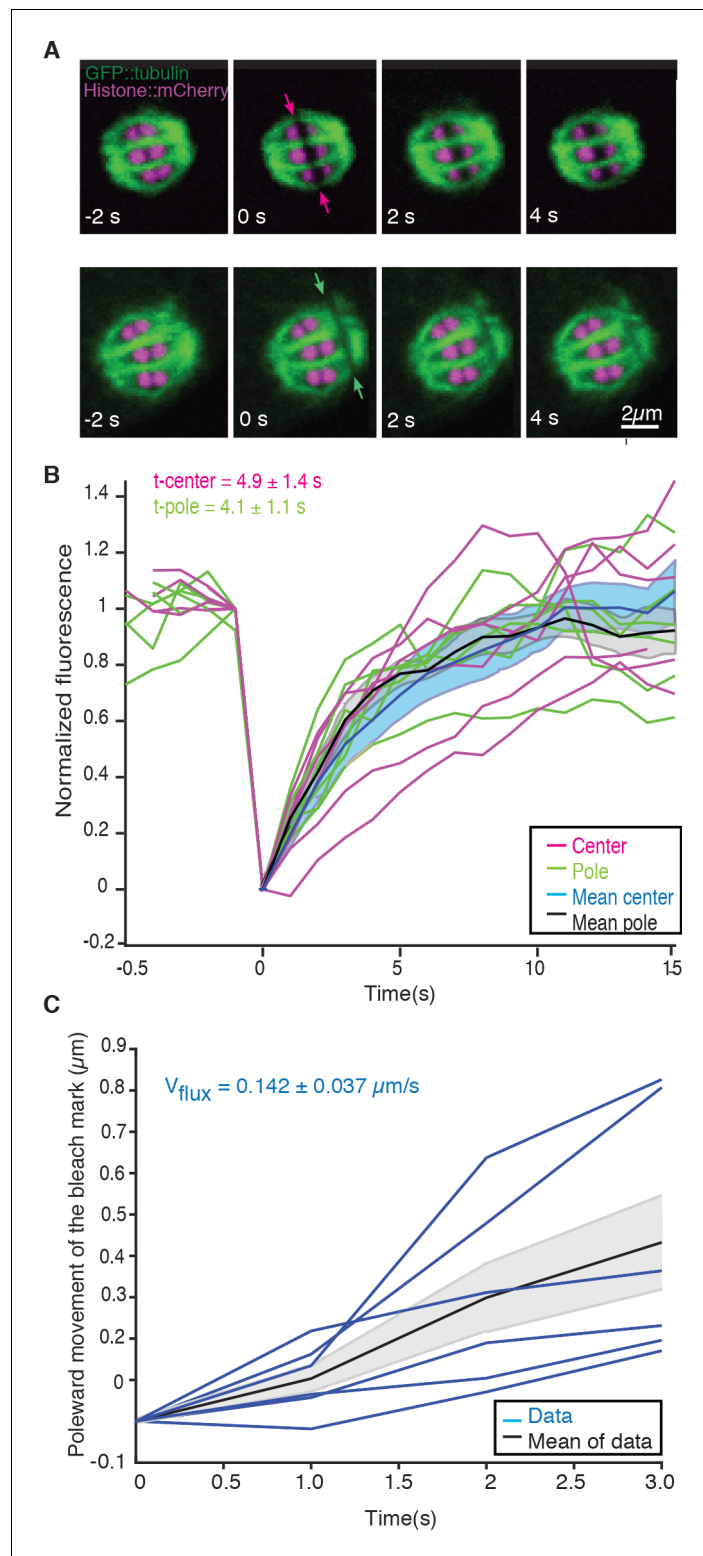 A
GFP::tubulin
Histone::mCherry
-2 s
0 s
2 s
4 s
-2 s
0 s
2 s
4 s
2µm
B
t-center = 4.9 ± 1.4 s
t-pole = 4.1 ± 1.1 s
Normalized fluorescence
1.4
1.2
1
0.8
0.6
0.4
0.2
0
-0.2
Center
Pole
Mean center
Mean pole
-0.5
0
5
10
15
Time(s)
C
Poleward movement of the bleach mark (µm)
0.9
0.8
0.7
0.5
0.4
0.3
0.2
0
-0.1
Vflux = 0.142 ± 0.037 µm/s
Data
Mean of data
0
0.5
1.0
1.5
2
2.5
3.0
Time(s)